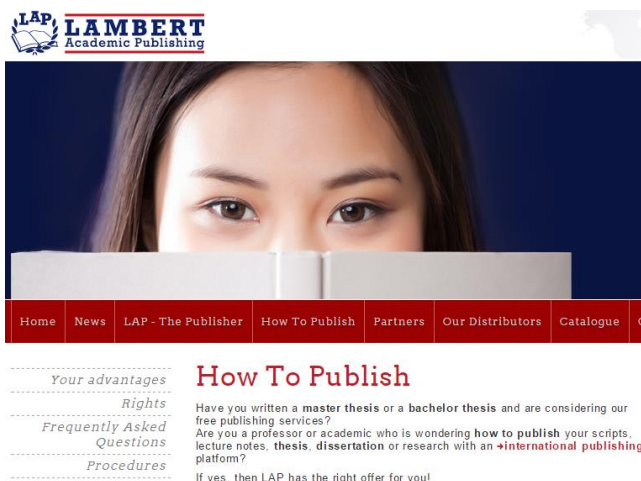 LAP
LAMBERT
Academic Publishing
Home News LAP - The Publisher How To Publish Partners Our Distributors Catalogue
Your advantages
Rights
Frequently Asked
Questions
Procedures
How To Publish
Have you written a master thesis or a bachelor thesis and are considering our
free publishing services?
Are you a professor or academic who is wondering how to publish your scripts,
lecture notes, thesis, dissertation or research with an international publishing
platform?
If yes, then LAP has the right offer for you!